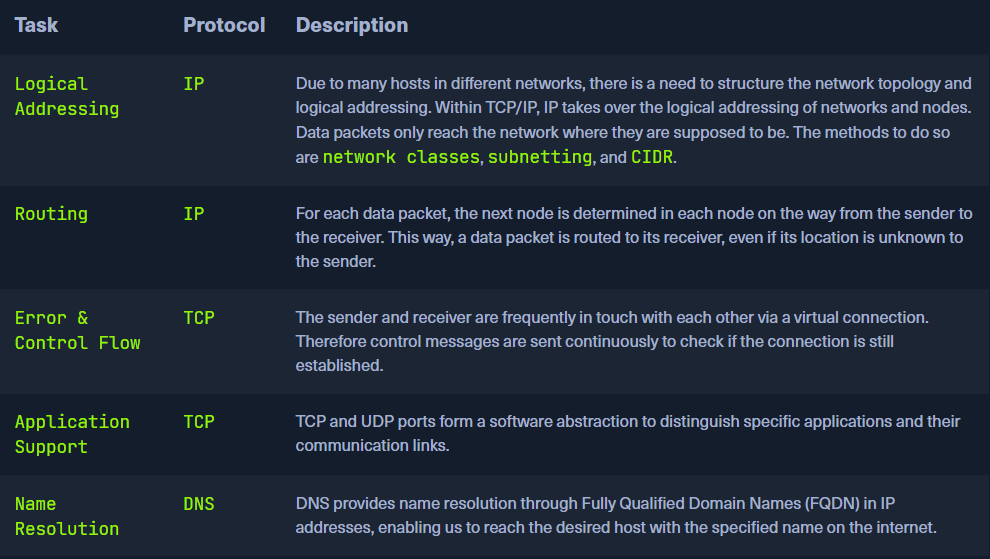 Task Protocol Description
Logical Addressing IP Due to many hosts in different networks, there is a need to structure the network topology and
logical addressing. Within TCP/IP, IP takes over the logical addressing of networks and nodes.
Data packets only reach the network where they are supposed to be. The methods to do so
are network classes, subnetting, and CIDR.
Routing IP For each data packet, the next node is determined in each node on the way from the sender to
the receiver. This way, a data packet is routed to its receiver, even if its location is unknown to
the sender.
Error & Control Flow TCP The sender and receiver are frequently in touch with each other via a virtual connection.
Therefore control messages are sent continuously to check if the connection is still
established.
Application Support TCP TCP and UDP ports form a software abstraction to distinguish specific applications and their
communication links.
Name Resolution DNS DNS provides name resolution through Fully Qualified Domain Names (FQDN) in IP
addresses, enabling us to reach the desired host with the specified name on the internet.